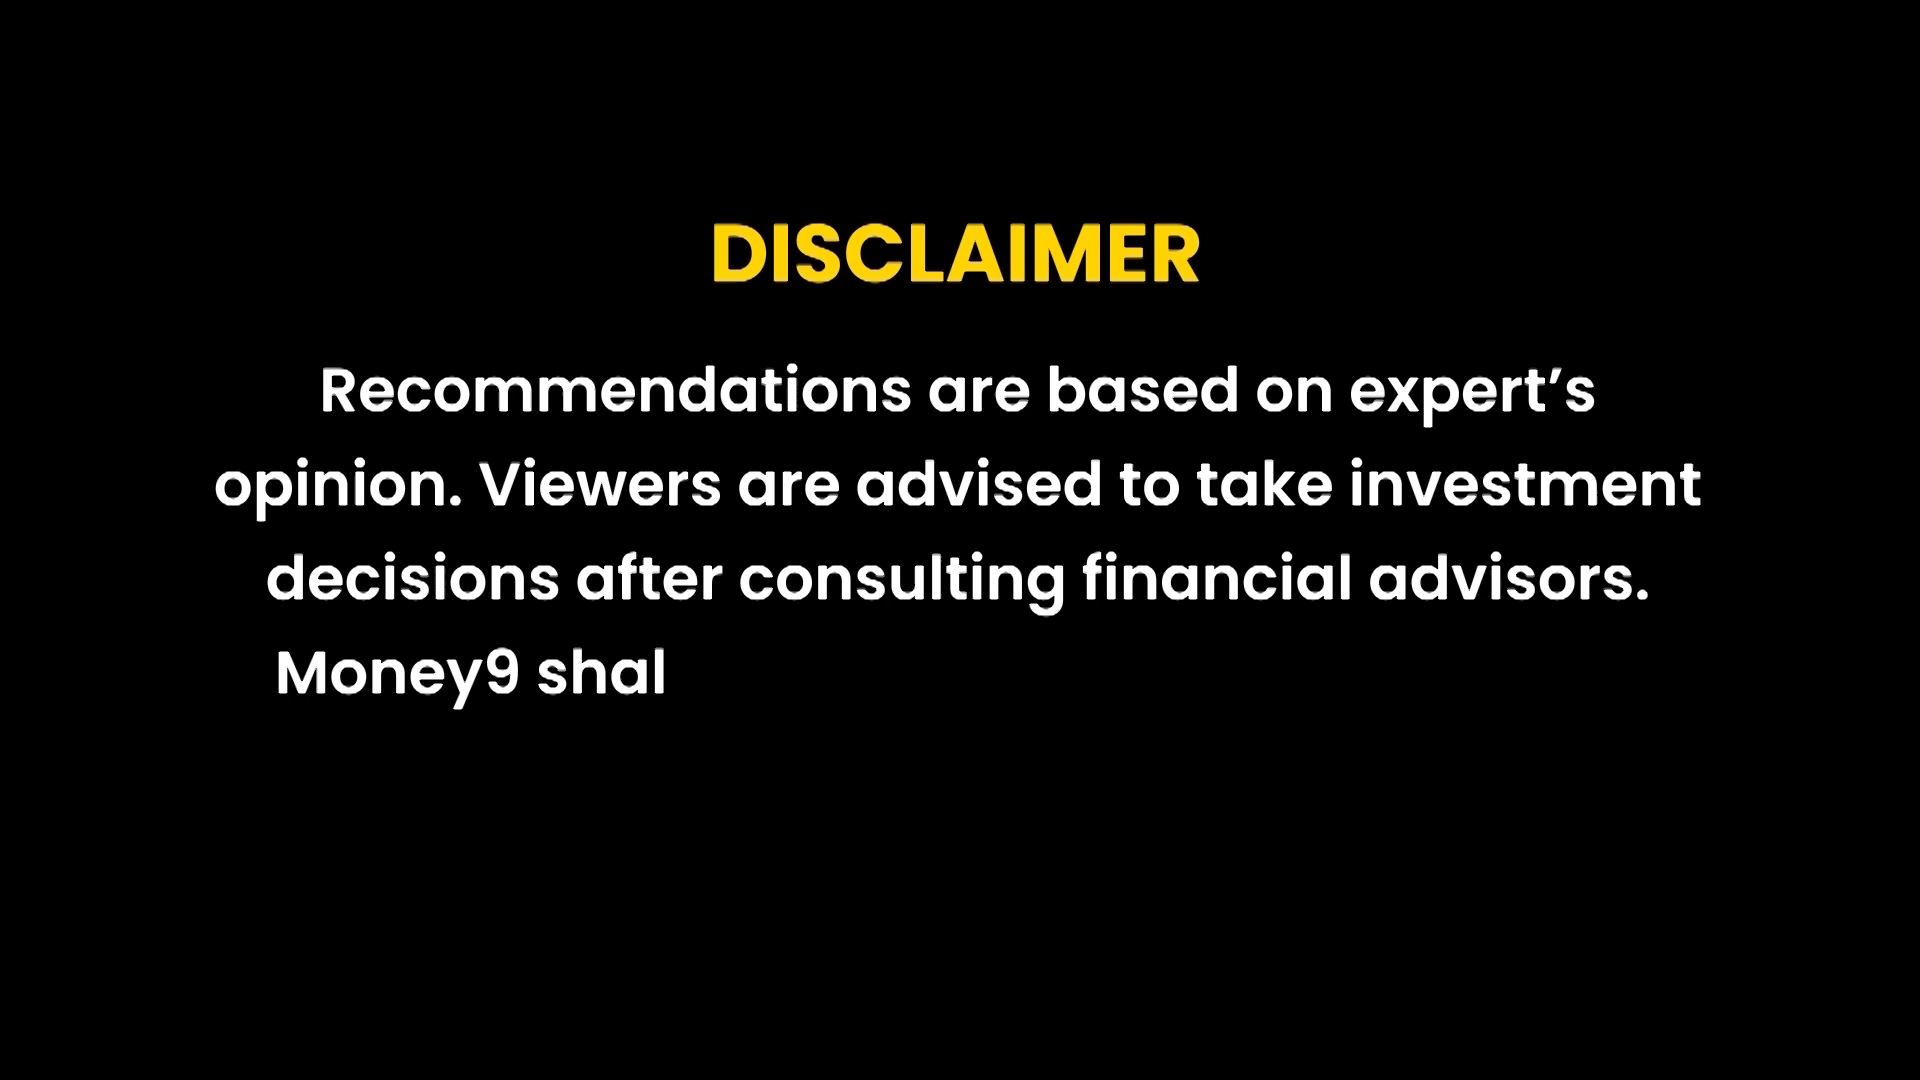 DISCLAIMER
Recommendations are based on expert’s
opinion. Viewers are advised to take investment
decisions after consulting financial advisors.
Money9 shal